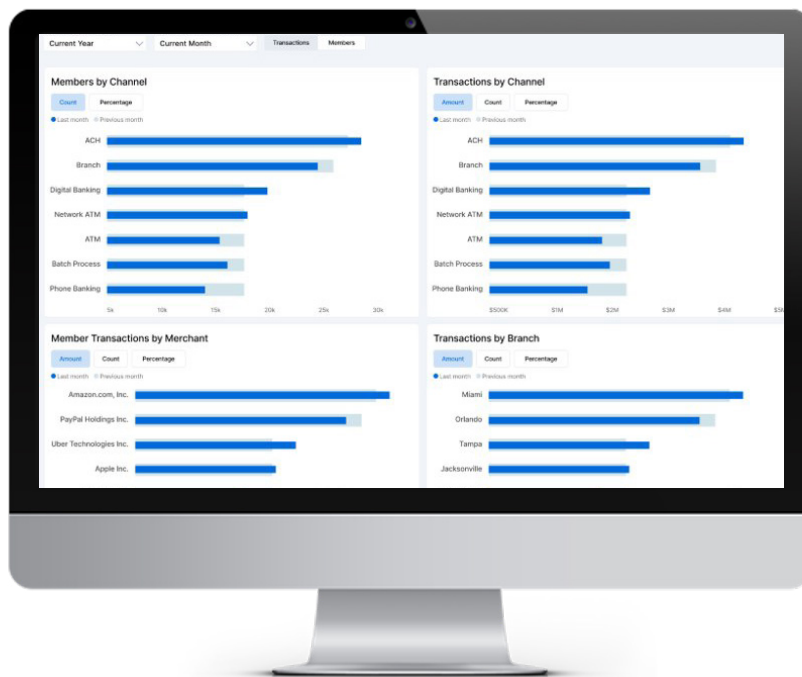 Current Year
Current Month
Transactions
Members
Members by Channel
Count
Percentage
Last month
Previous month
ACH
Branch
Digital Banking
Network ATM
ATM
Batch Process
Phone Banking
5k
10k
15k
20k
25k
30k
Transactions by Channel
Amount
Count
Percentage
Last month
Previous month
ACH
Branch
Digital Banking
Network ATM
ATM
Batch Process
Phone Banking
$500K
$1M
$2M
$3M
$4M
Member Transactions by Merchant
Amount
Count
Percentage
Last month
Previous month
Amazon.com, Inc.
PayPal Holdings Inc.
Uber Technologies Inc.
Apple Inc.
Transactions by Branch
Amount
Count
Percentage
Last month
Previous month
Miami
Orlando
Tampa
Jacksonville